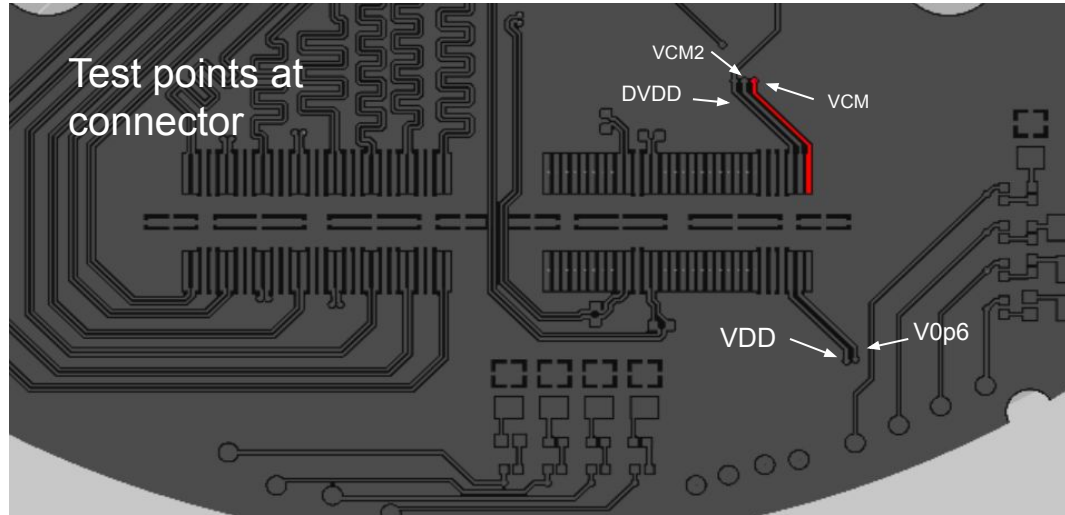 Test points at
connector
VCM2
DVDD
VCM
VDD
V0p6